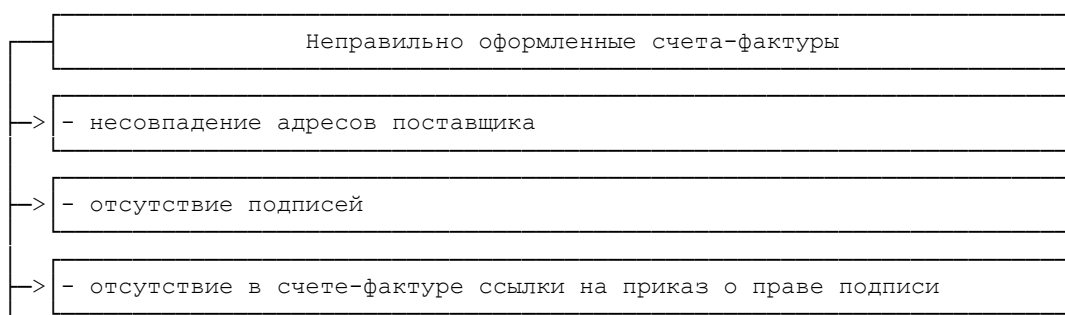 Неправильно оформленные счета-фактуры
- несовпадение адресов поставщика
- отсутствие подписей
- отсутствие в счете-фактуре ссылки на приказ о праве подписи